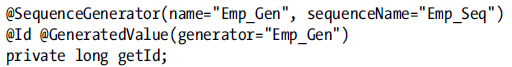 @SequenceGenerator(name="Emp_Gen", sequenceName="Emp_Seq")
@Id @GeneratedValue(generator="Emp_Gen")
private long getId;